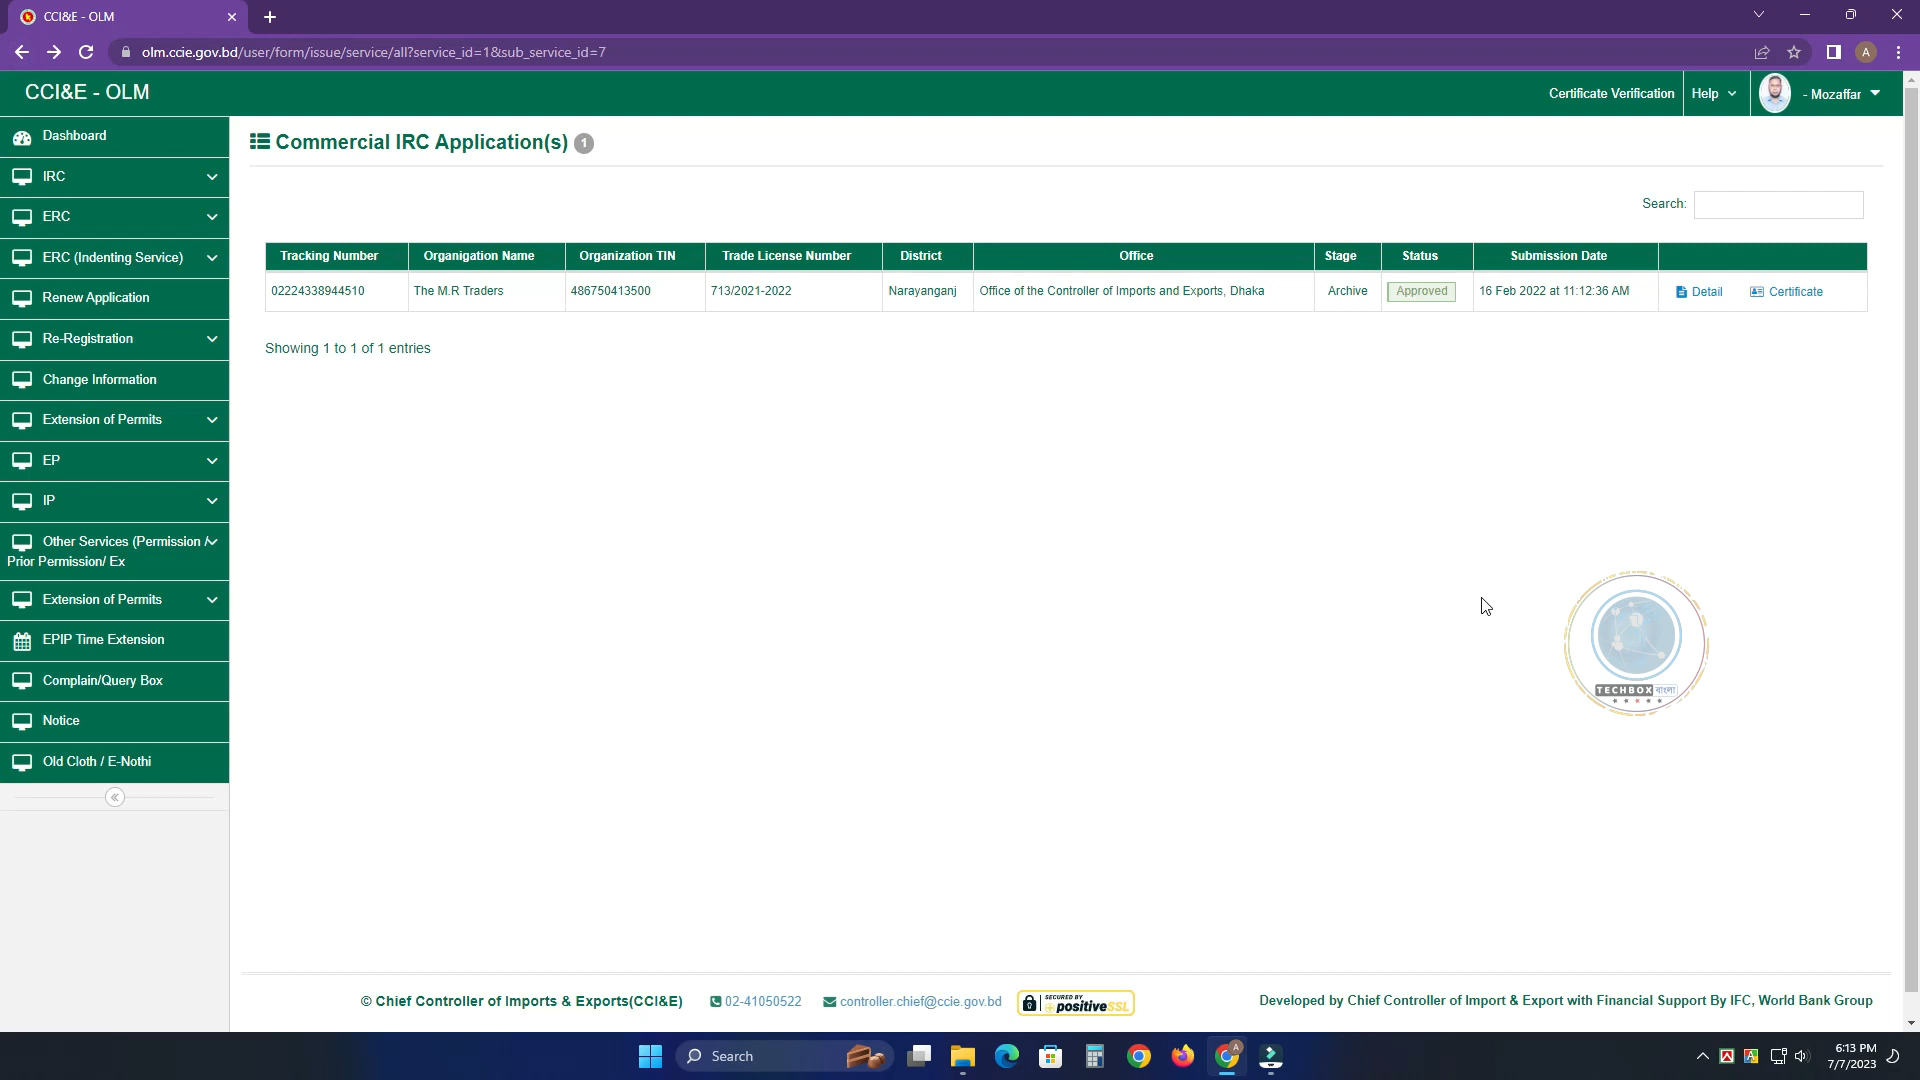 CCI&E - OLM
olm.ccie.gov.bd/user/form/issue/service/all?service_id=1&sub_service_id=7
A
CCI&E - OLM
Certificate Verification
Help
- Mozaffar
Dashboard
IRC
ERC
ERC (Indenting Service)
Renew Application
Re-Registration
Change Information
Extension of Permits
EP
IP
Other Services (Permission /
Prior Permission/ Ex
Extension of Permits
EPIP Time Extension
Complain/Query Box
Notice
Old Cloth / E-Nothi
Commercial IRC Application(s) 1
Search:
Tracking Number Organigation Name Organization TIN Trade License Number District Office Stage Status Submission Date
02224338944510 The M.R Traders 486750413500 713/2021-2022 Narayanganj Office of the Controller of Imports and Exports, Dhaka Archive Approved 16 Feb 2022 at 11:12:36 AM Detail Certificate
Showing 1 to 1 of 1 entries
TECHBOX বাংলা
© Chief Controller of Imports & Exports(CCI&E) 02-41050522 controller.chief@ccie.gov.bd
SECURED BY
positiveSSL
Developed by Chief Controller of Import & Export with Financial Support By IFC, World Bank Group
Search
A
6:13 PM
7/7/2023